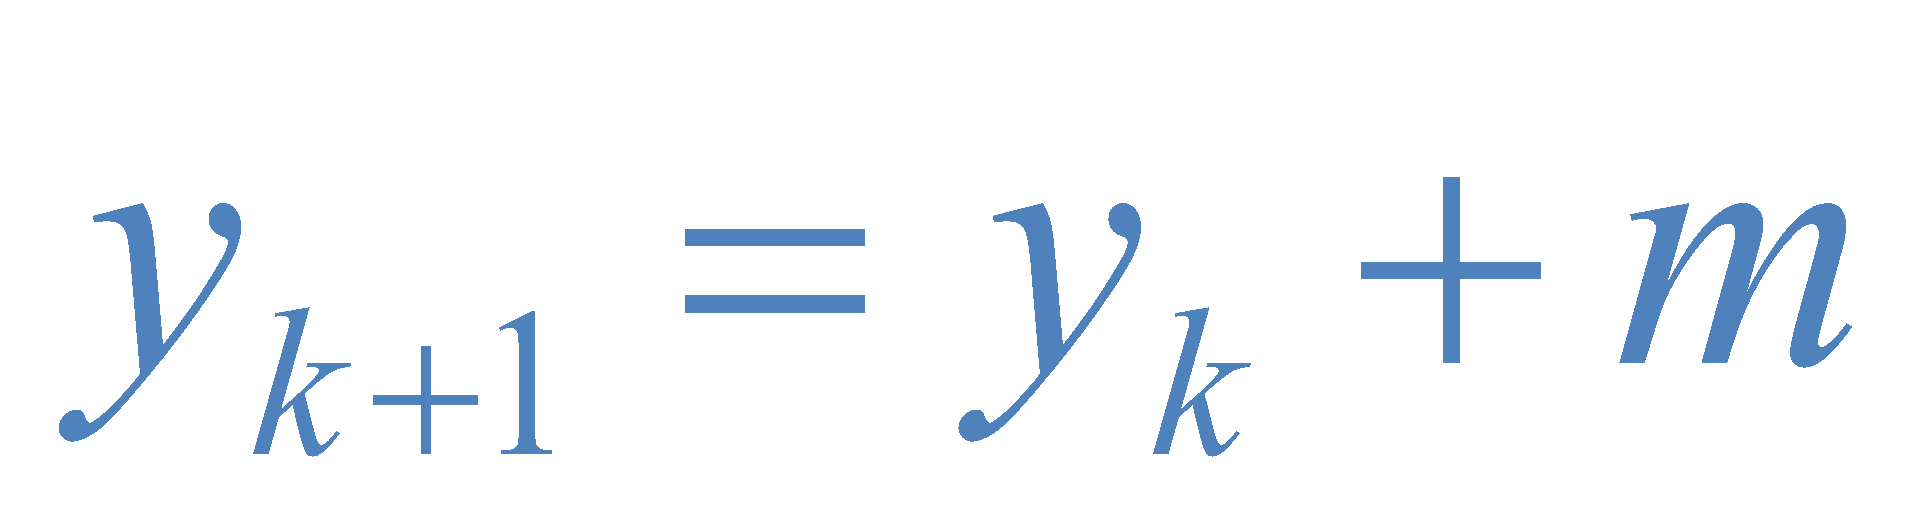 y_{k+1} = y_k + m